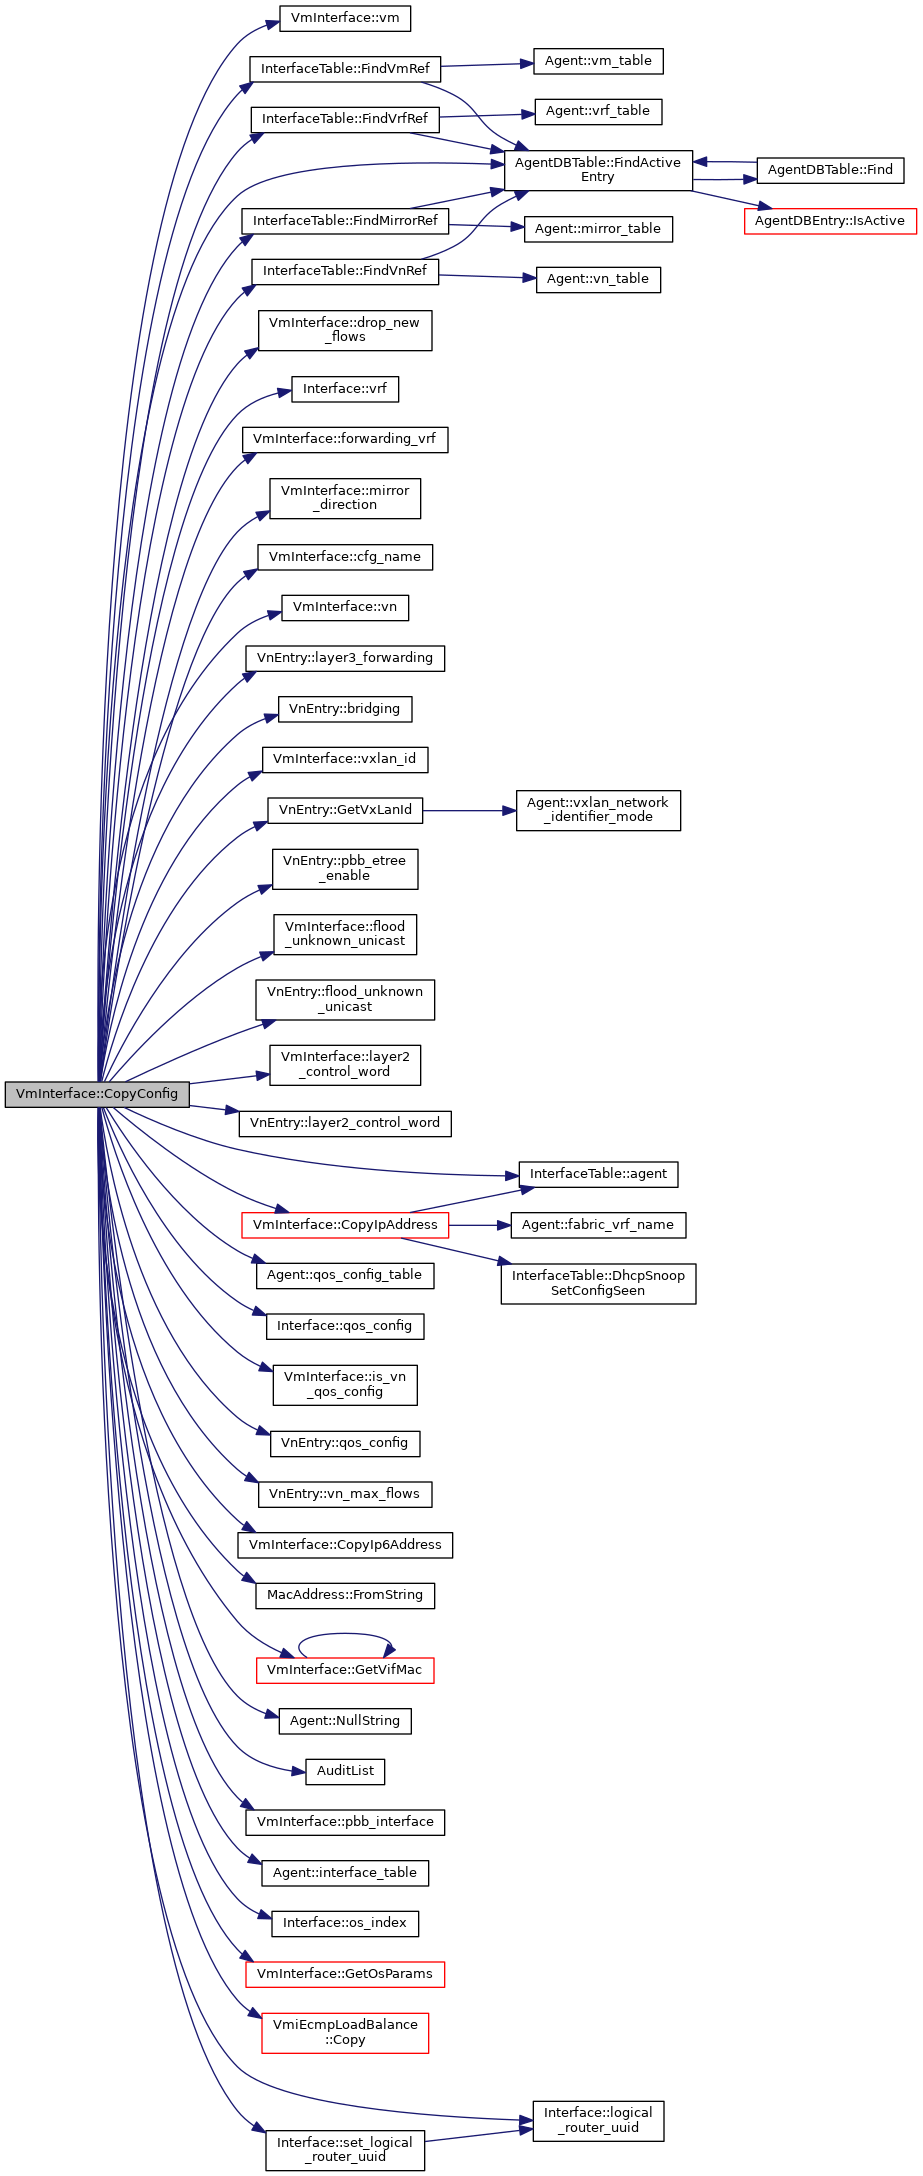 VmInterface::vm
InterfaceTable::FindVmRef
Agent::vm_table
InterfaceTable::FindVrfRef
Agent::vrf_table
AgentDBTable::FindActive
Entry
AgentDBTable::Find
AgentDBEntry::IsActive
InterfaceTable::FindMirrorRef
Agent::mirror_table
InterfaceTable::FindVnRef
Agent::vn_table
VmInterface::drop_new
_flows
Interface::vrf
VmInterface::forwarding_vrf
VmInterface::mirror
_direction
VmInterface::cfg_name
VmInterface::vn
VnEntry::layer3_forwarding
VnEntry::bridging
VmInterface::vxlan_id
VnEntry::GetVxLanId
Agent::vxlan_network
_identifier_mode
VnEntry::pbb_etree
_enable
VmInterface::flood
_unknown_unicast
VnEntry::flood_unknown
_unicast
VmInterface::layer2
_control_word
VmInterface::CopyConfig
VnEntry::layer2_control_word
InterfaceTable::agent
VmInterface::CopyIpAddress
Agent::fabric_vrf_name
Agent::qos_config_table
InterfaceTable::DhcpSnoop
SetConfigSeen
Interface::qos_config
VmInterface::is_vn
_qos_config
VnEntry::qos_config
VnEntry::vn_max_flows
VmInterface::CopyIp6Address
MacAddress::FromString
VmInterface::GetVifMac
Agent::NullString
AuditList
VmInterface::pbb_interface
Agent::interface_table
Interface::os_index
VmInterface::GetOsParams
VmiEcmpLoadBalance
::Copy
Interface::logical
_router_uuid
Interface::set_logical
_router_uuid